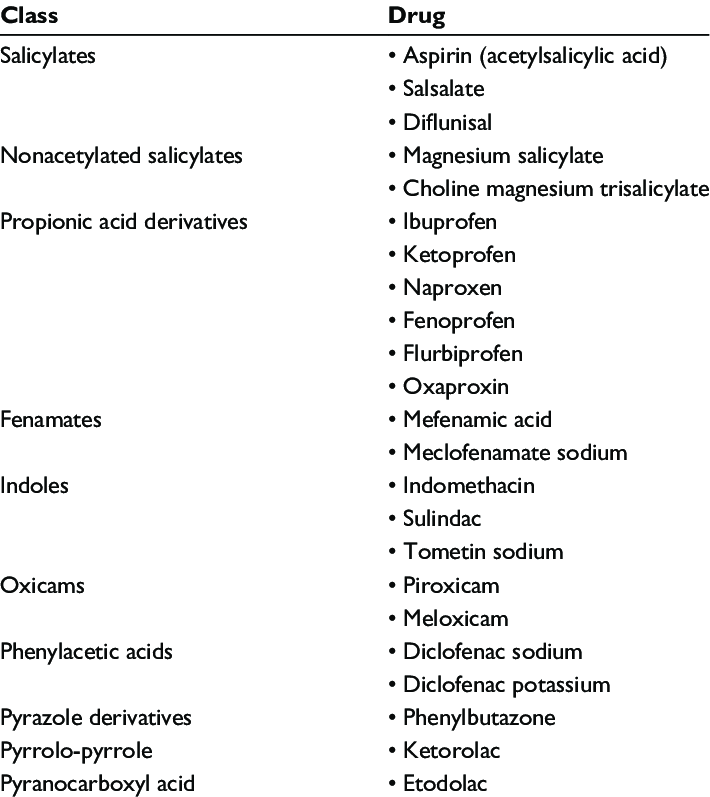 Class Drug
Salicylates • Aspirin (acetylsalicylic acid)
• Salsalate
• Diflunisal
Nonacetylated salicylates • Magnesium salicylate
• Choline magnesium trisalicylate
Propionic acid derivatives • Ibuprofen
• Ketoprofen
• Naproxen
• Fenoprofen
• Flurbiprofen
• Oxaproxin
Fenamates • Mefenamic acid
• Meclofenamate sodium
Indoles • Indomethacin
• Sulindac
• Tometin sodium
Oxicams • Piroxicam
• Meloxicam
Phenylacetic acids • Diclofenac sodium
• Diclofenac potassium
Pyrazole derivatives • Phenylbutazone
Pyrrolo-pyrrole • Ketorolac
Pyranocarboxyl acid • Etodolac